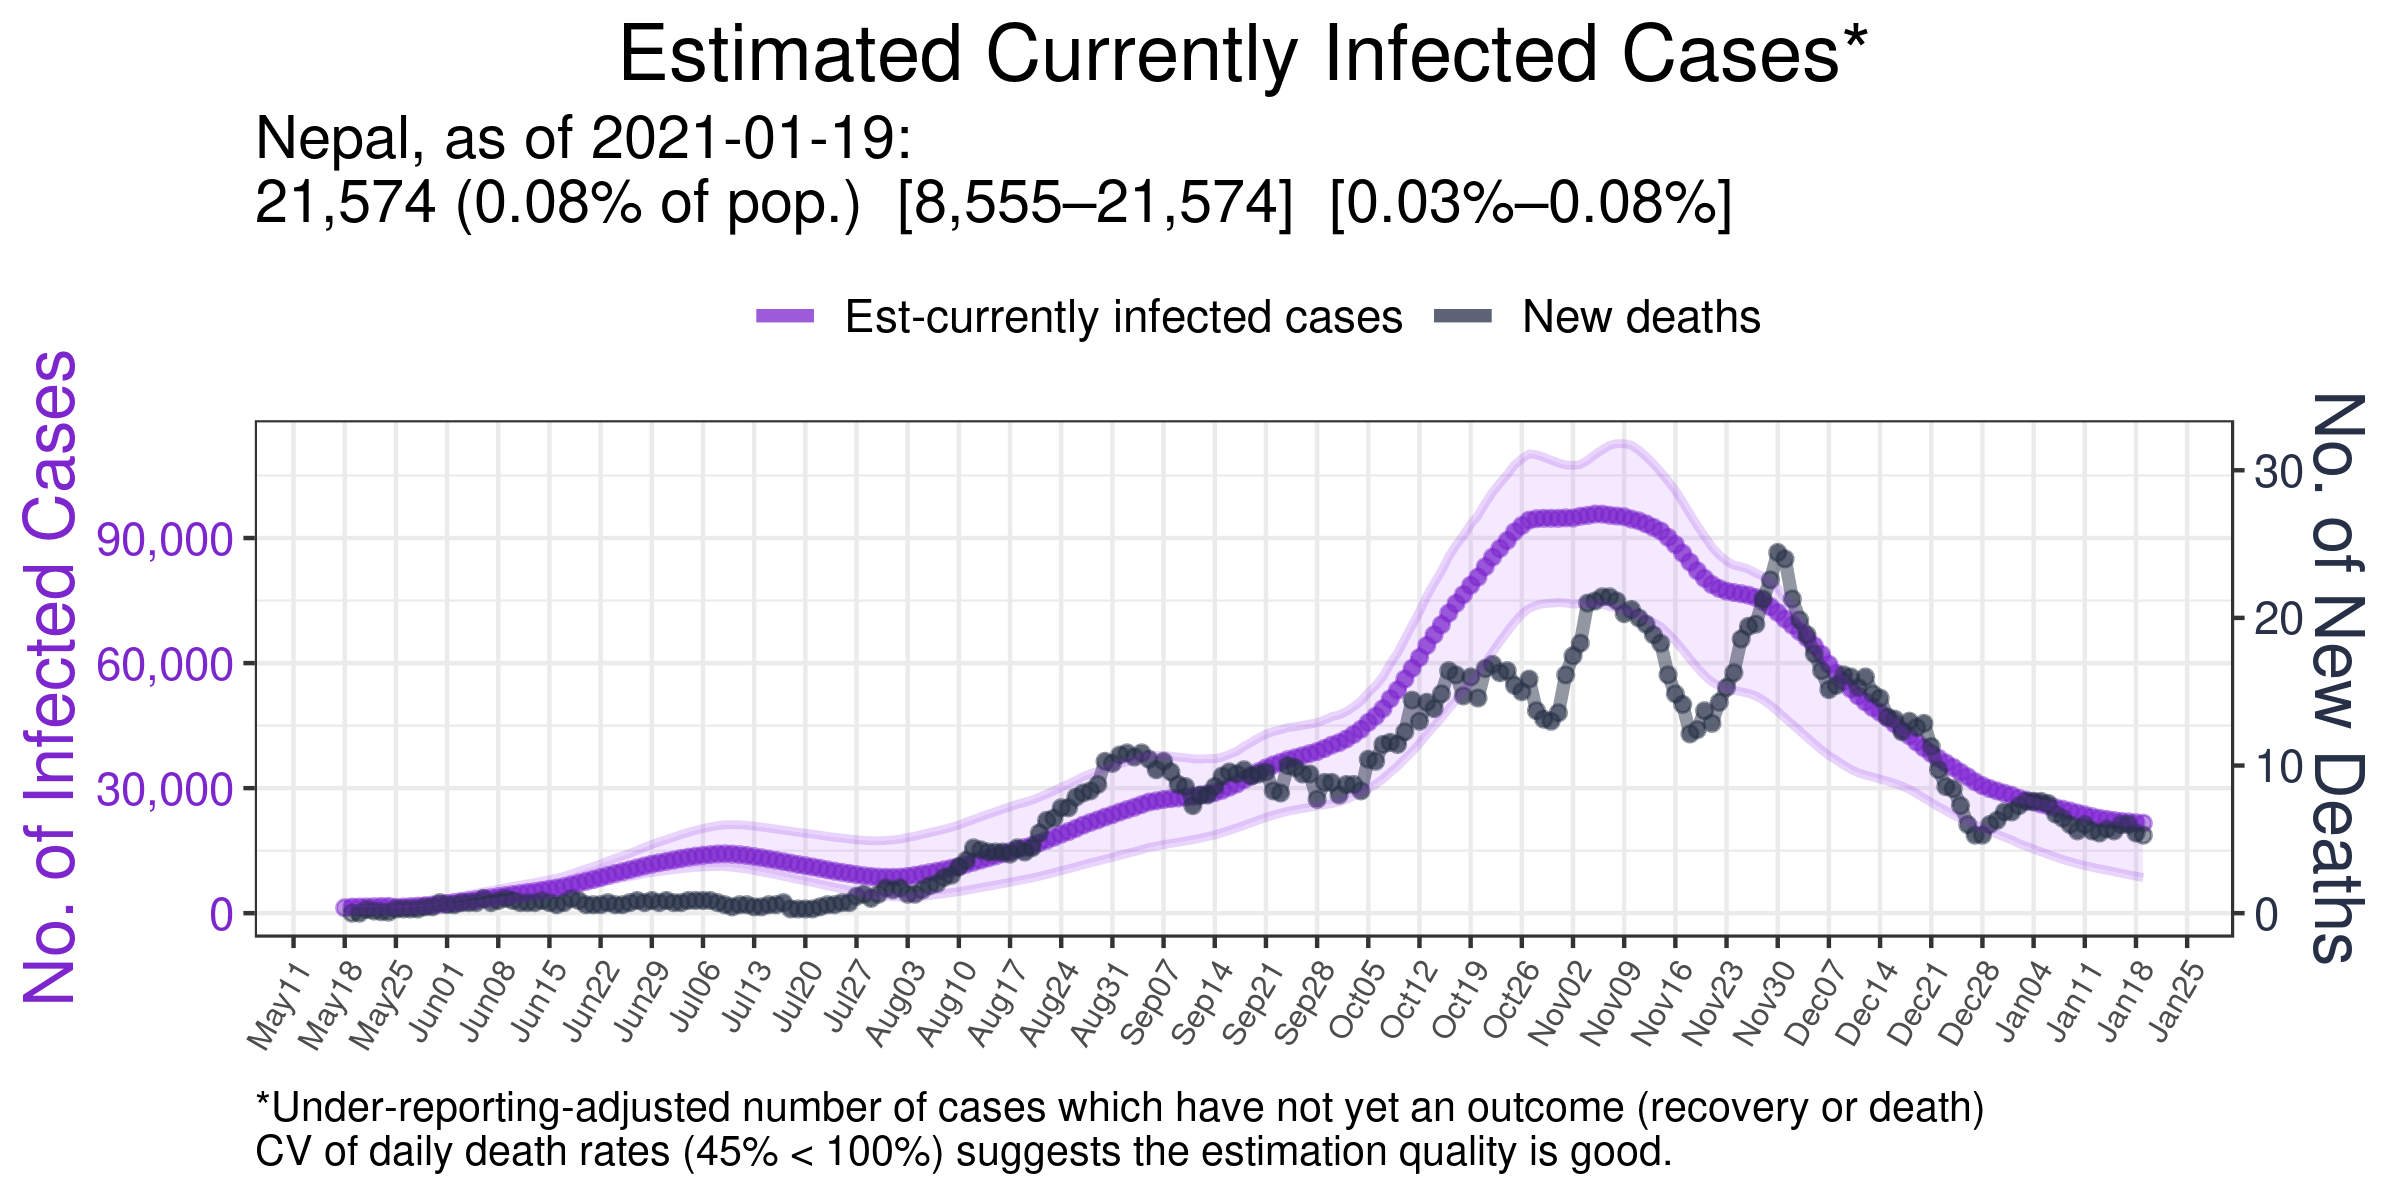 Estimated Currently Infected Cases*
Nepal, as of 2021-01-19:
21,574 (0.08% of pop.) [8,555–21,574] [0.03%–0.08%]
Est-currently infected cases
New deaths
No. of Infected Cases
90,000
60,000
30,000
0
30
20
10
0
No. of New Deaths
May11
May18
May25
Jun01
Jun08
Jun15
Jun22
Jun29
Jul06
Jul13
Jul20
Jul27
Aug03
Aug10
Aug17
Aug24
Aug31
Sep07
Sep14
Sep21
Sep28
Oct05
Oct12
Oct19
Oct26
Nov02
Nov09
Nov16
Nov23
Nov30
Dec07
Dec14
Dec21
Dec28
Jan04
Jan11
Jan18
Jan25
*Under-reporting-adjusted number of cases which have not yet an outcome (recovery or death)
CV of daily death rates (45% < 100%) suggests the estimation quality is good.